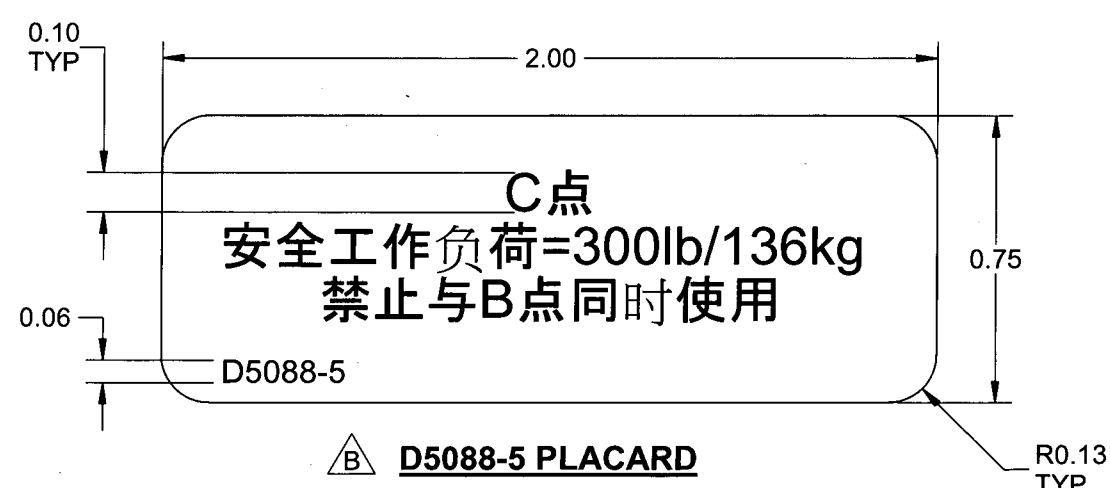 0.10
TYP
2.00
C点
安全工作负荷=300lb/136kg
禁止与B点同时使用
0.75
0.06
D5088-5
B D5088-5 PLACARD
R0.13
TYP